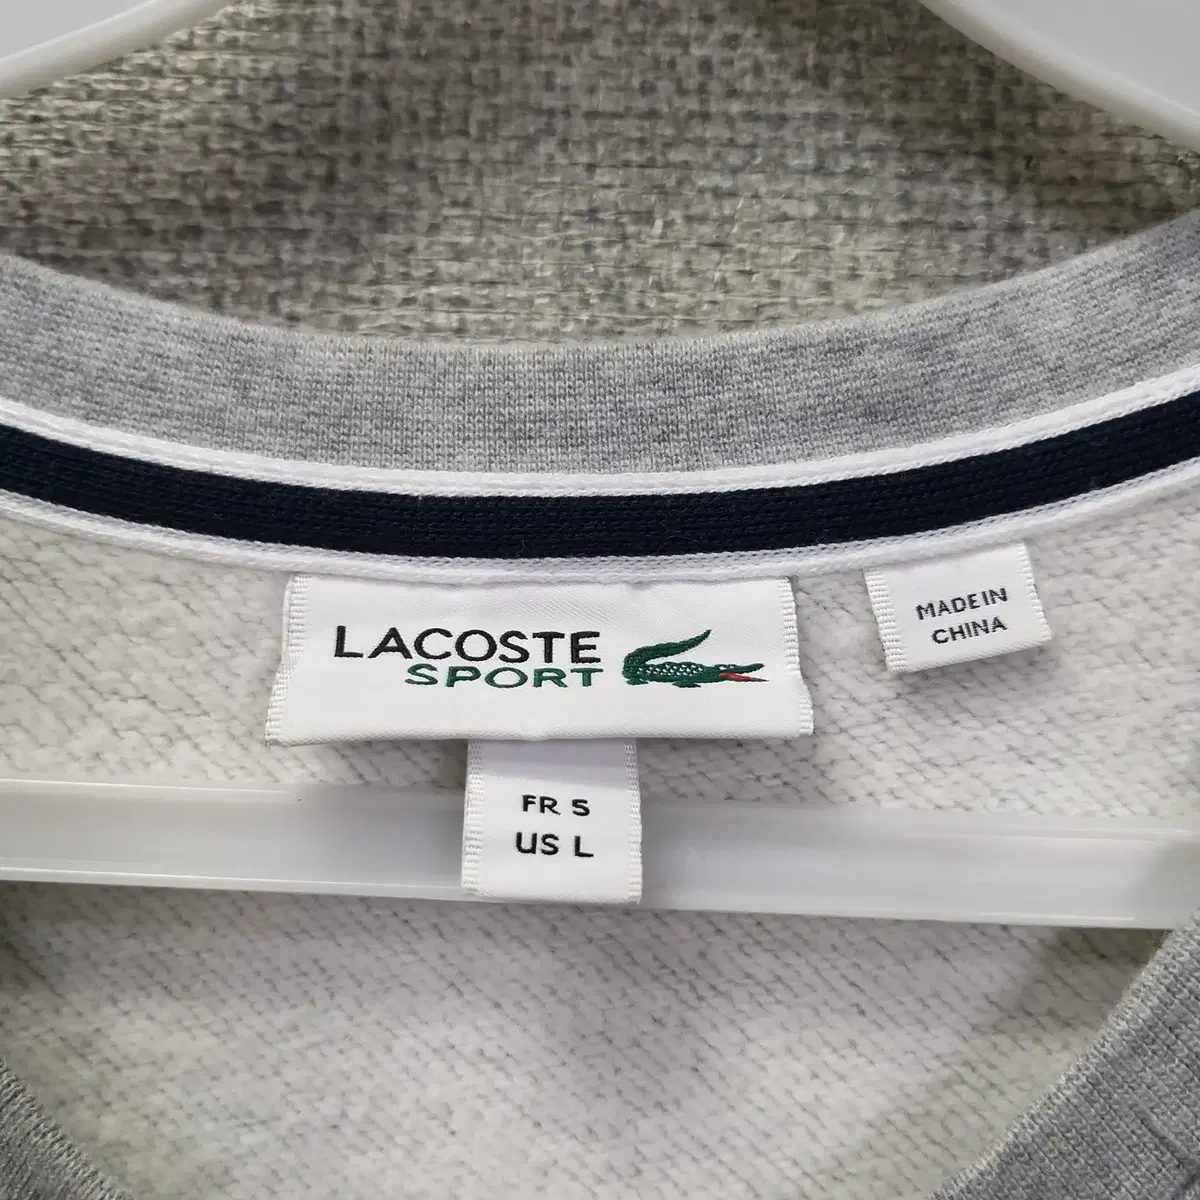 LACOSTE
SPORT
MADE IN
CHINA
FR 5
US L